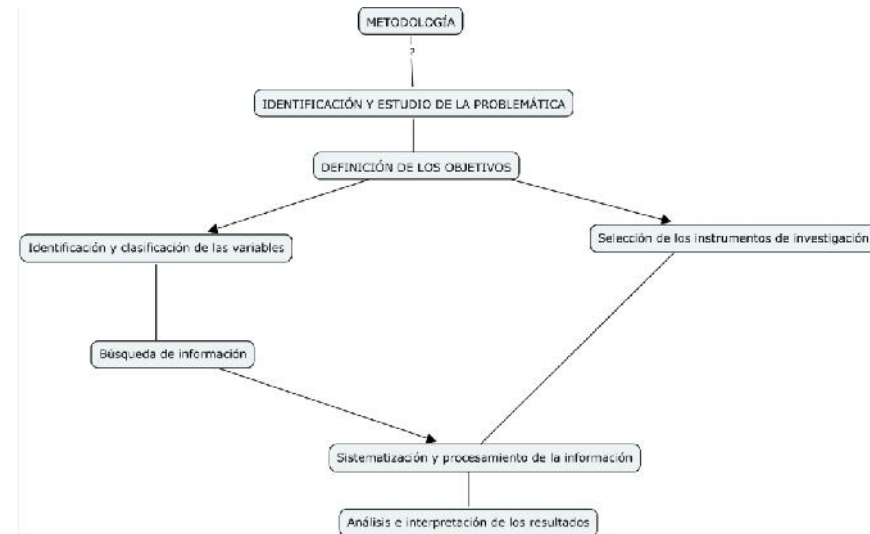 METODOLOGÍA
?
IDENTIFICACIÓN Y ESTUDIO DE LA PROBLEMÁTICA
DEFINICIÓN DE LOS OBJETIVOS
Identificación y clasificación de las variables
Selección de los instrumentos de investigación
Búsqueda de información
Sistematización y procesamiento de la información
Análisis e interpretación de los resultados